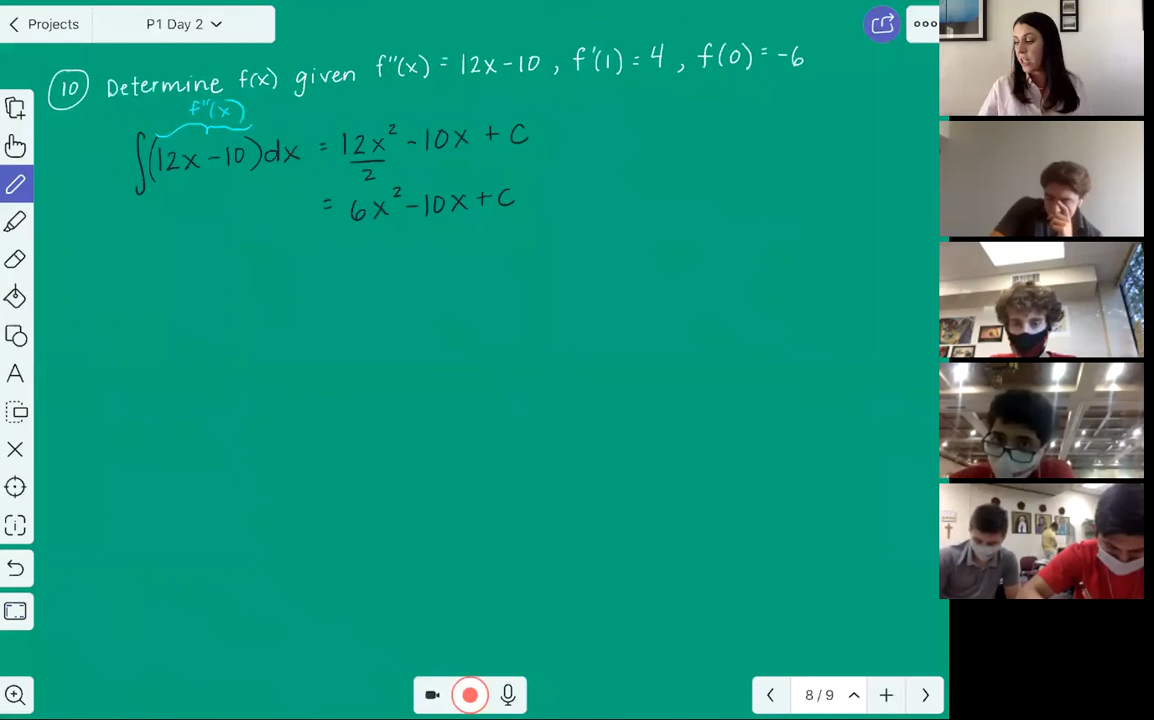 Projects
P1 Day 2
10 Determine f(x) given f''(x) = 12x-10 , f'(1) = 4 , f(0) = -6
f''(x)
∫(12x-10)dx = 12x²/2 -10x + C
= 6x² -10x + C
A
8 / 9